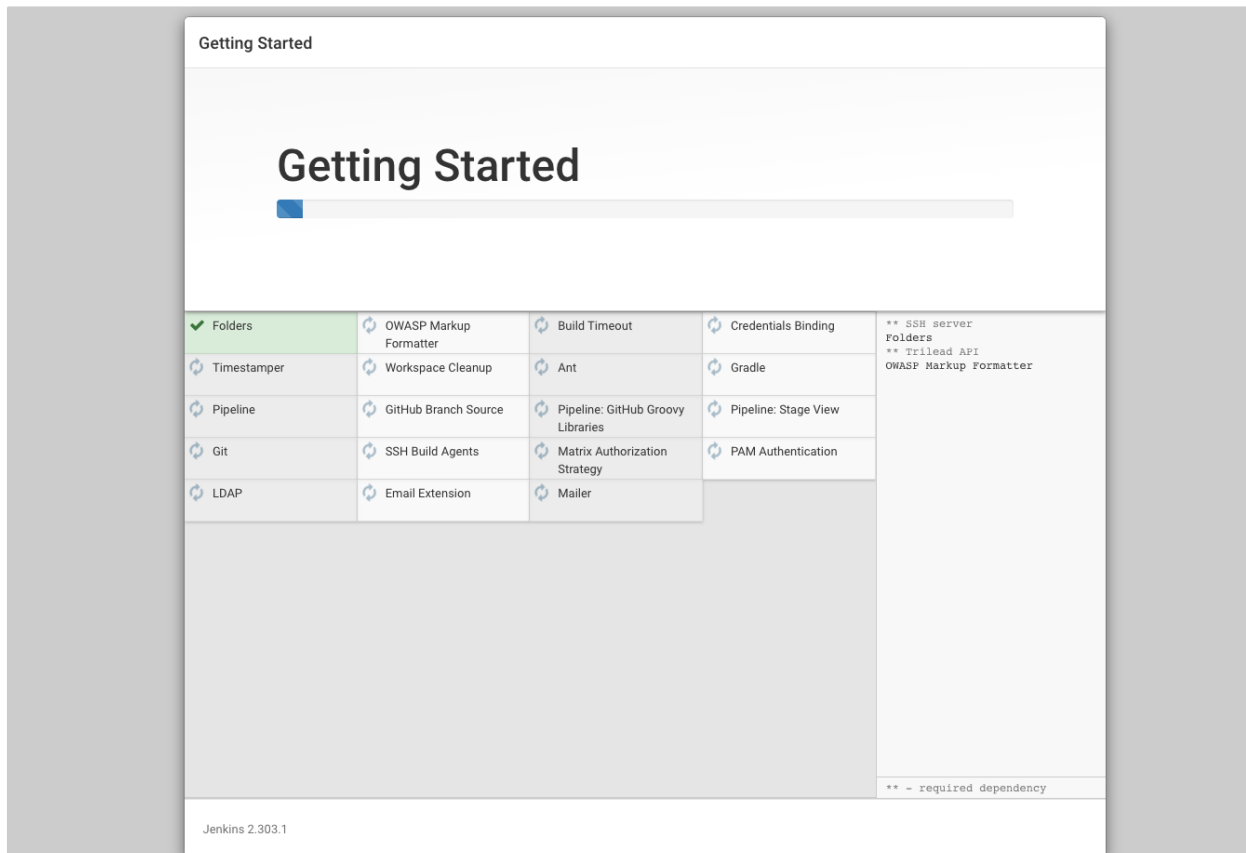 Getting Started
Getting Started
Folders
OWASP Markup
Formatter
Build Timeout
Credentials Binding
Timestamper
Workspace Cleanup
Ant
Gradle
Pipeline
GitHub Branch Source
Pipeline: GitHub Groovy
Libraries
Pipeline: Stage View
Git
SSH Build Agents
Matrix Authorization
Strategy
PAM Authentication
LDAP
Email Extension
Mailer
** SSH server
Folders
** Trilead API
OWASP Markup Formatter
** - required dependency
Jenkins 2.303.1